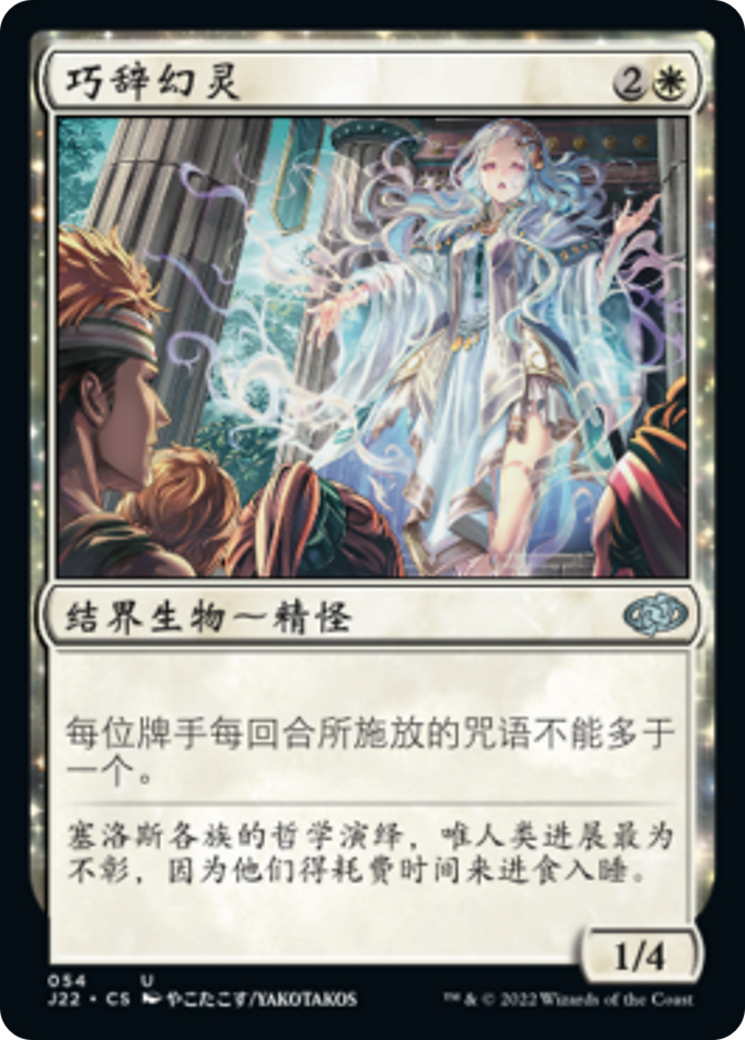 巧辞幻灵 2
结界生物～精怪
每位牌手每回合所施放的咒语不能多于
一个。
塞洛斯各族的哲学演绎，唯人类进展最为
不彰，因为他们得耗费时间来进食入睡。
1/4
054 U
J22 • CS やこたこす/YAKOTAKOS ™ & © 2022 Wizards of the Coast